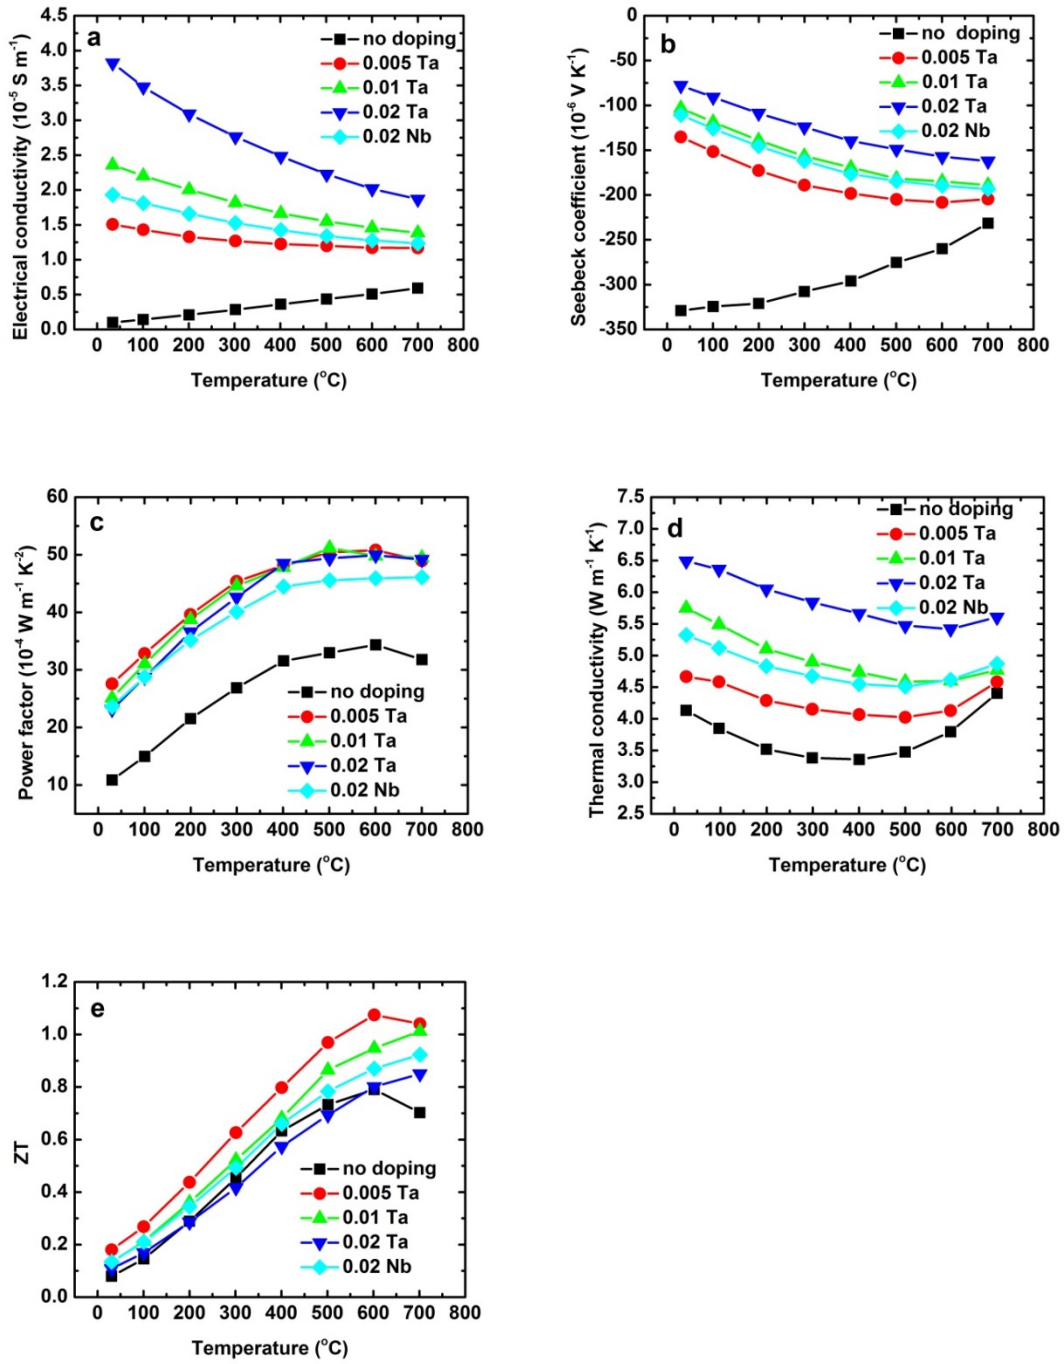 a
no doping
0.005 Ta
0.01 Ta
0.02 Ta
0.02 Nb
4.5
4.0
3.5
3.0
2.5
2.0
1.5
1.0
0.5
0.0
Electrical conductivity (10⁻⁵ S m⁻¹)
0 100 200 300 400 500 600 700 800
Temperature (°C)
b
no doping
0.005 Ta
0.01 Ta
0.02 Ta
0.02 Nb
0
-50
-100
-150
-200
-250
-300
-350
Seebeck coefficient (10⁻⁶ V K⁻¹)
0 100 200 300 400 500 600 700 800
Temperature (°C)
c
60
50
40
30
20
10
Power factor (10⁻⁴ W m⁻¹ K⁻²)
no doping
0.005 Ta
0.01 Ta
0.02 Ta
0.02 Nb
0 100 200 300 400 500 600 700 800
Temperature (°C)
d
no doping
0.005 Ta
0.01 Ta
0.02 Ta
0.02 Nb
7.5
7.0
6.5
6.0
5.5
5.0
4.5
4.0
3.5
3.0
2.5
Thermal conductivity (W m⁻¹ K⁻¹)
0 100 200 300 400 500 600 700 800
Temperature (°C)
e
1.2
1.0
0.8
0.6
0.4
0.2
0.0
ZT
no doping
0.005 Ta
0.01 Ta
0.02 Ta
0.02 Nb
0 100 200 300 400 500 600 700 800
Temperature (°C)